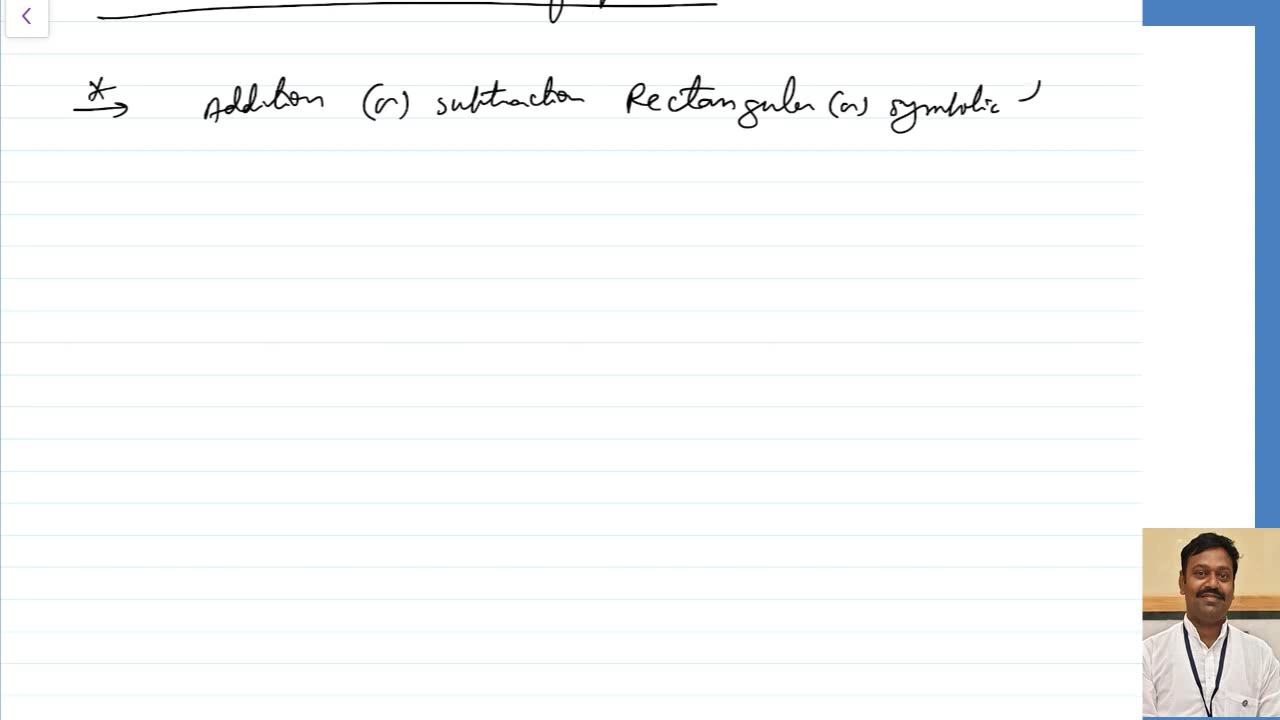 * Addition (or) subtraction Rectangular (or) symbolic